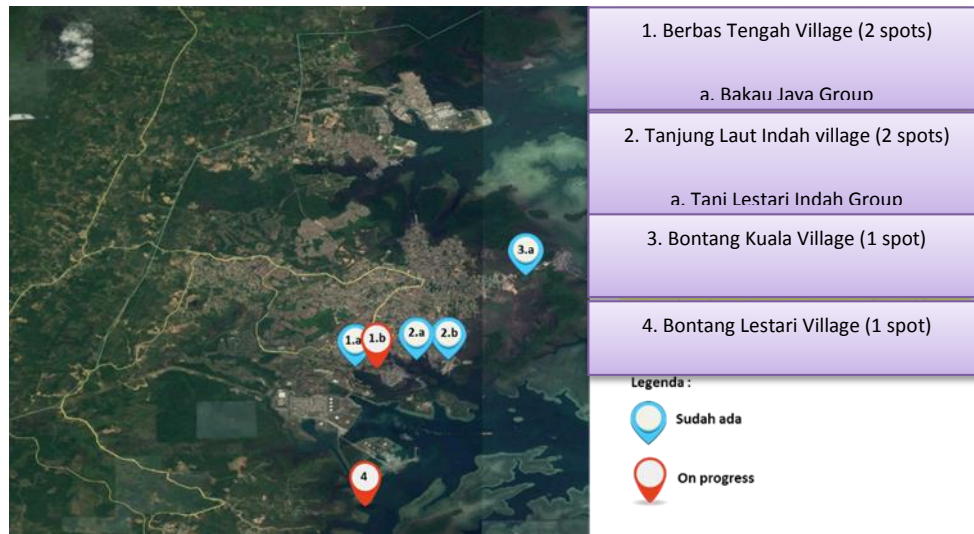 1. Berbas Tengah Village (2 spots)
a. Bakau Jaya Group
2. Tanjung Laut Indah village (2 spots)
a. Tani Lestari Indah Group
3. Bontang Kuala Village (1 spot)
4. Bontang Lestari Village (1 spot)
3.a
1.a
1.b
2.a
2.b
4
Legenda :
Sudah ada
On progress